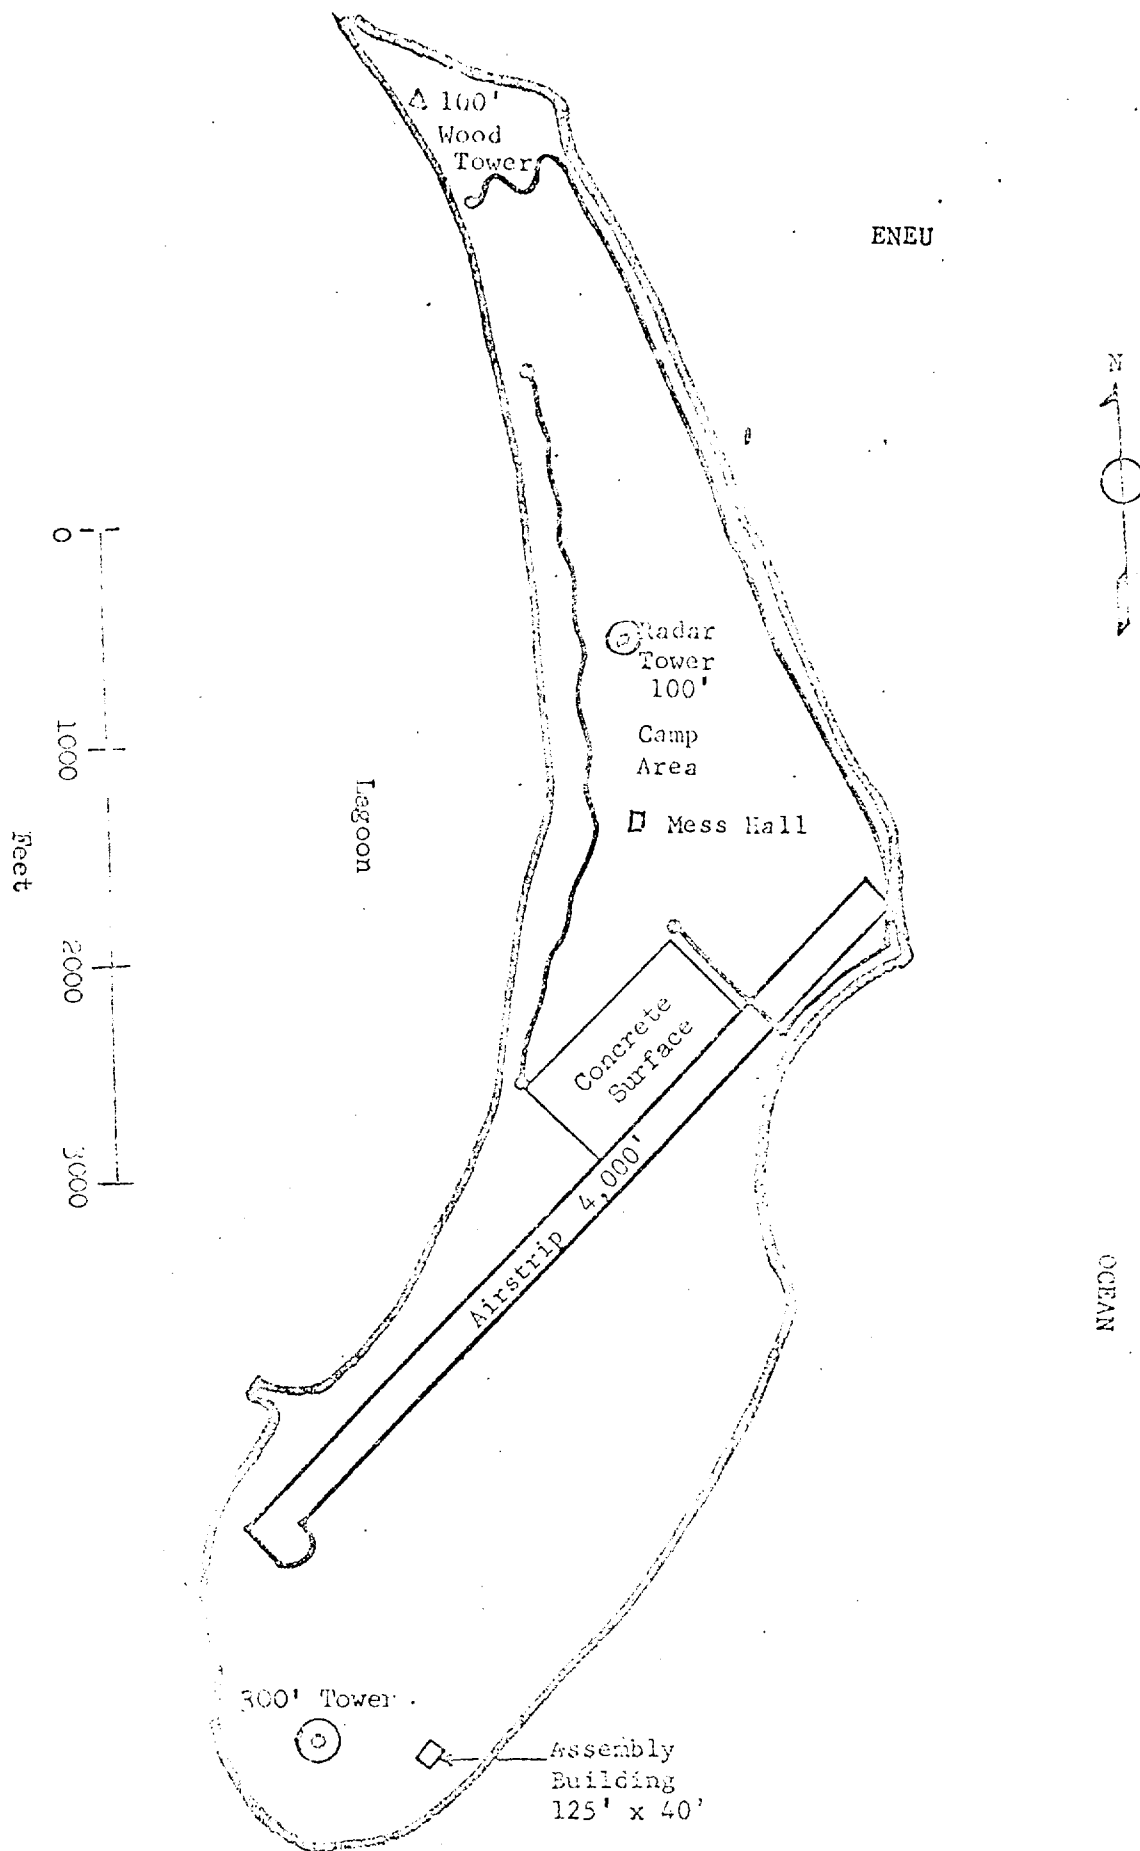 100'
Wood
Tower
ENEU
N
Radar
Tower
100'
Camp
Area
Mess Hall
Lagoon
0
1000
2000
3000
Feet
Concrete
Surface
Airstrip 4,000'
OCEAN
300' Tower
Assembly
Building
125' x 40'